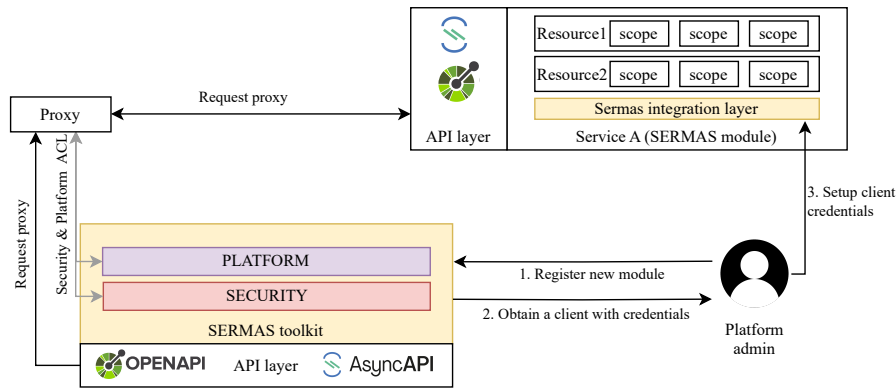 Resource1 scope scope scope
Resource2 scope scope scope
Sermas integration layer
API layer
Service A (SERMAS module)
Proxy
Request proxy
Request proxy
Security & Platform ACL
3. Setup client
credentials
PLATFORM
SECURITY
SERMAS toolkit
1. Register new module
2. Obtain a client with credentials
Platform
admin
OPENAPI
API layer
AsyncAPI